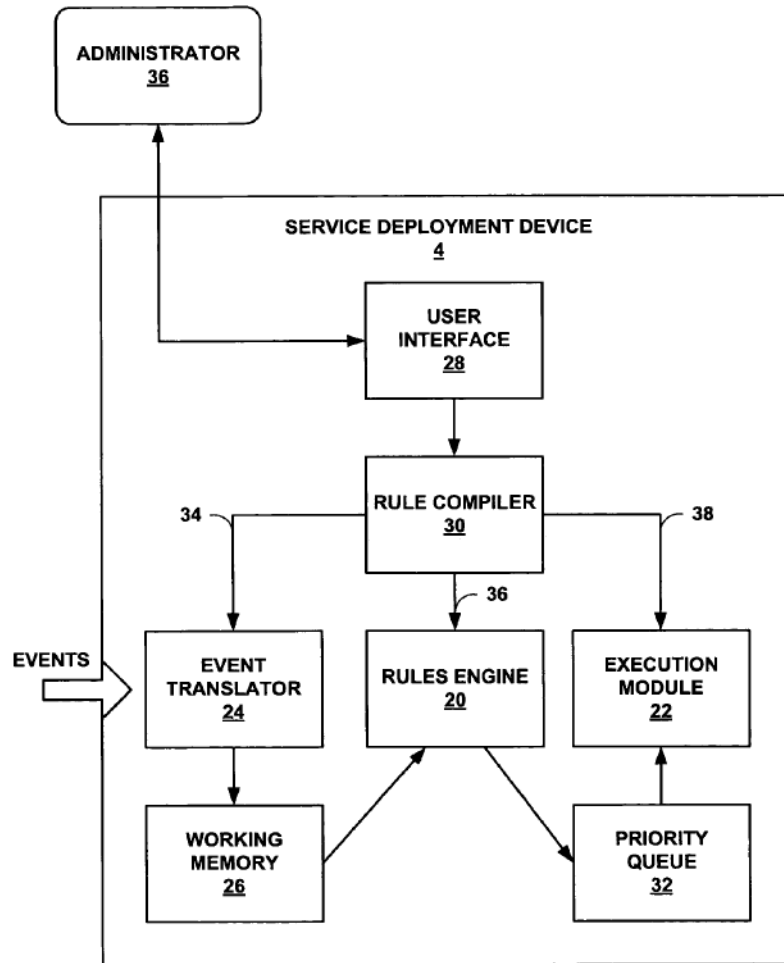 ADMINISTRATOR
36
SERVICE DEPLOYMENT DEVICE
4
USER
INTERFACE
28
RULE COMPILER
30
34
38
36
EVENTS
EVENT
TRANSLATOR
24
RULES ENGINE
20
EXECUTION
MODULE
22
WORKING
MEMORY
26
PRIORITY
QUEUE
32